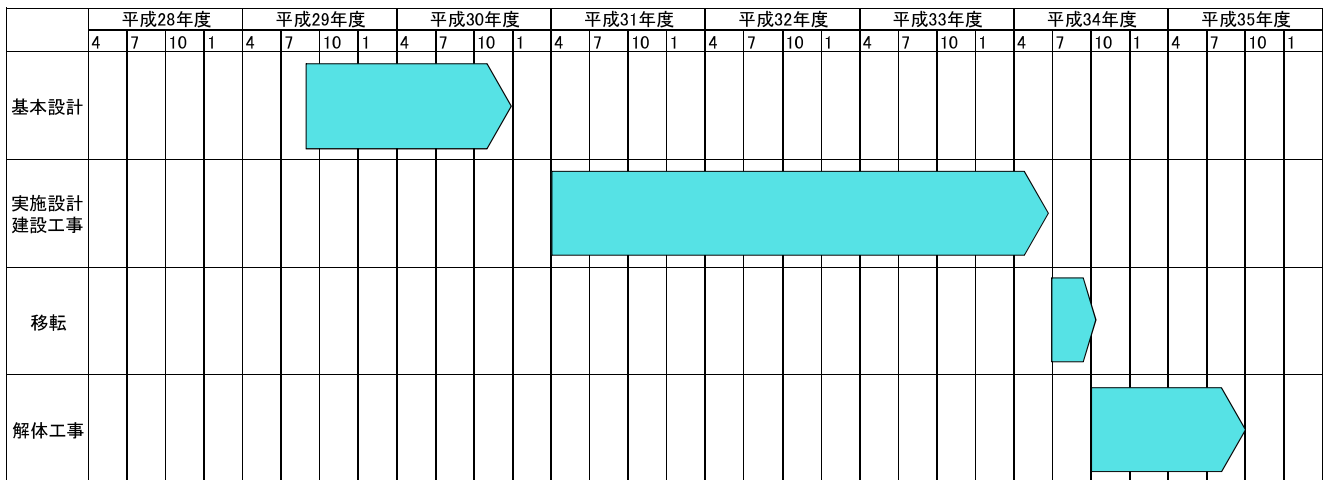 平成28年度 平成29年度 平成30年度 平成31年度 平成32年度 平成33年度 平成34年度 平成35年度
4 7 10 1 4 7 10 1 4 7 10 1 4 7 10 1 4 7 10 1 4 7 10 1 4 7 10 1 4 7 10 1
基本設計
実施設計
建設工事
移転
解体工事